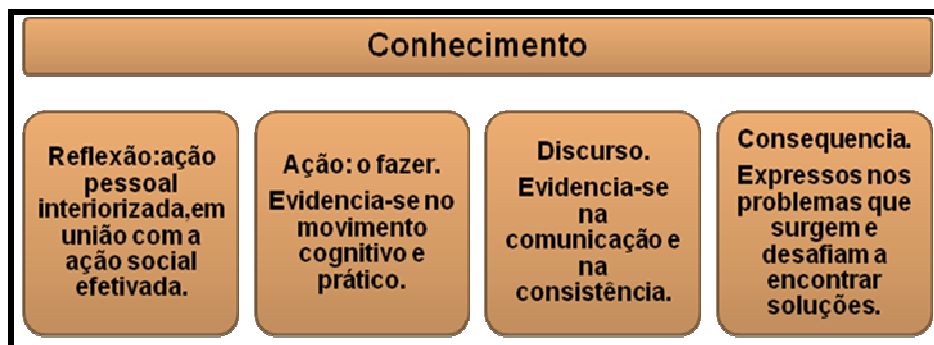 Conhecimento
Reflexão:ação
pessoal
interiorizada,em
união com a
ação social
efetivada.
Ação: o fazer.
Evidencia-se no
movimento
cognitivo e
prático.
Discurso.
Evidencia-se
na
comunicação e
na
consistência.
Consequencia.
Expressos nos
problemas que
surgem e
desafiam a
encontrar
soluções.